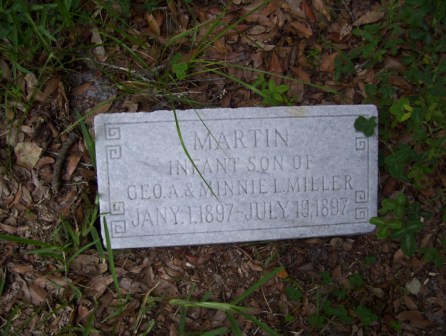 MARTIN
INFANT SON OF
GEO. A. & MINNIE L. MILLER
JANY. 1. 1897 - JULY 19. 1897